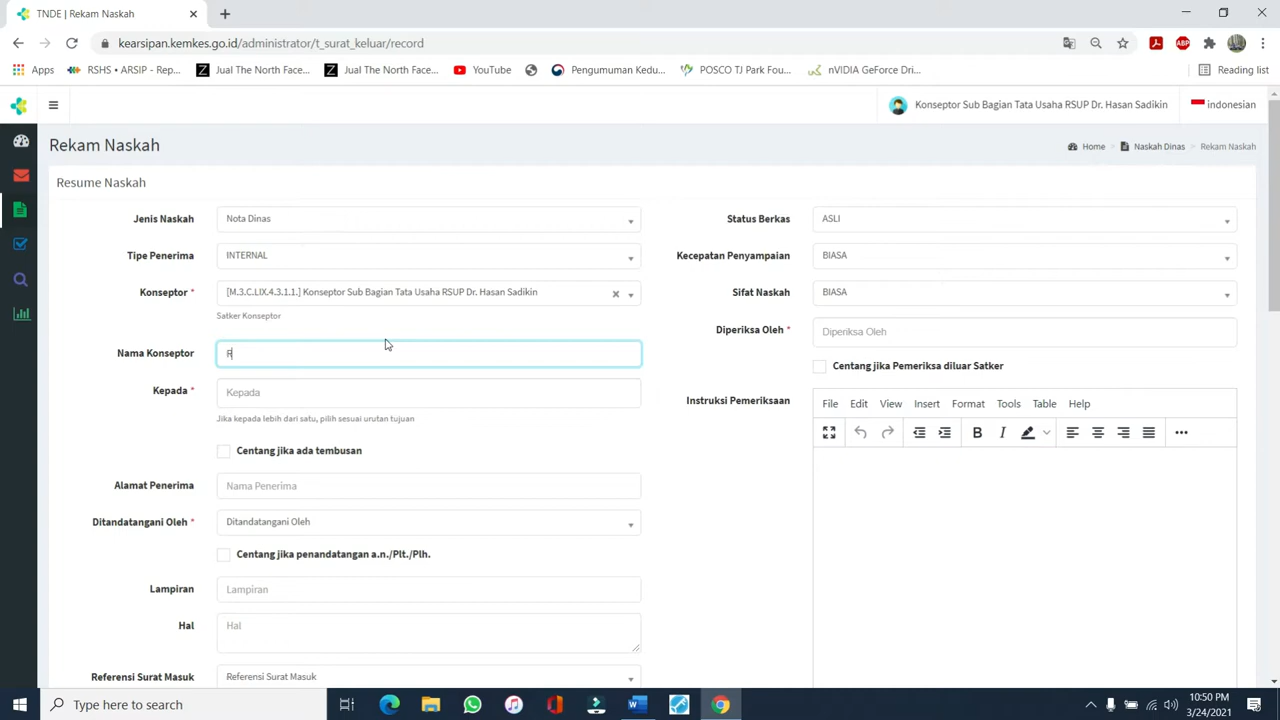 TNDE | Rekam Naskah
kearsipan.kemkes.go.id/administrator/t_surat_keluar/record
Apps
RSHS ▸ ARSIP - Rep...
Jual The North Face...
Jual The North Face...
YouTube
Pengumuman Kedu...
POSCO TJ Park Foun...
nVIDIA GeForce Dri...
Reading list
Konseptor Sub Bagian Tata Usaha RSUP Dr. Hasan Sadikin
indonesian
Rekam Naskah
Home > Naskah Dinas > Rekam Naskah
Resume Naskah
Jenis Naskah
Nota Dinas
Status Berkas
ASLI
Tipe Penerima
INTERNAL
Kecepatan Penyampaian
BIASA
Konseptor *
[M.3.C.LIX.4.3.1.1.] Konseptor Sub Bagian Tata Usaha RSUP Dr. Hasan Sadikin
Satker Konseptor
Sifat Naskah
BIASA
Diperiksa Oleh *
Diperiksa Oleh
Nama Konseptor
R
Centang jika Pemeriksa diluar Satker
Kepada *
Kepada
Jika kepada lebih dari satu, pilih sesuai urutan tujuan
Instruksi Pemeriksaan
File Edit View Insert Format Tools Table Help
B I
Centang jika ada tembusan
Alamat Penerima
Nama Penerima
Ditandatangani Oleh *
Ditandatangani Oleh
Centang jika penandatangan a.n./Plt./Plh.
Lampiran
Lampiran
Hal
Hal
Referensi Surat Masuk
Referensi Surat Masuk
Type here to search
10:50 PM
3/24/2021